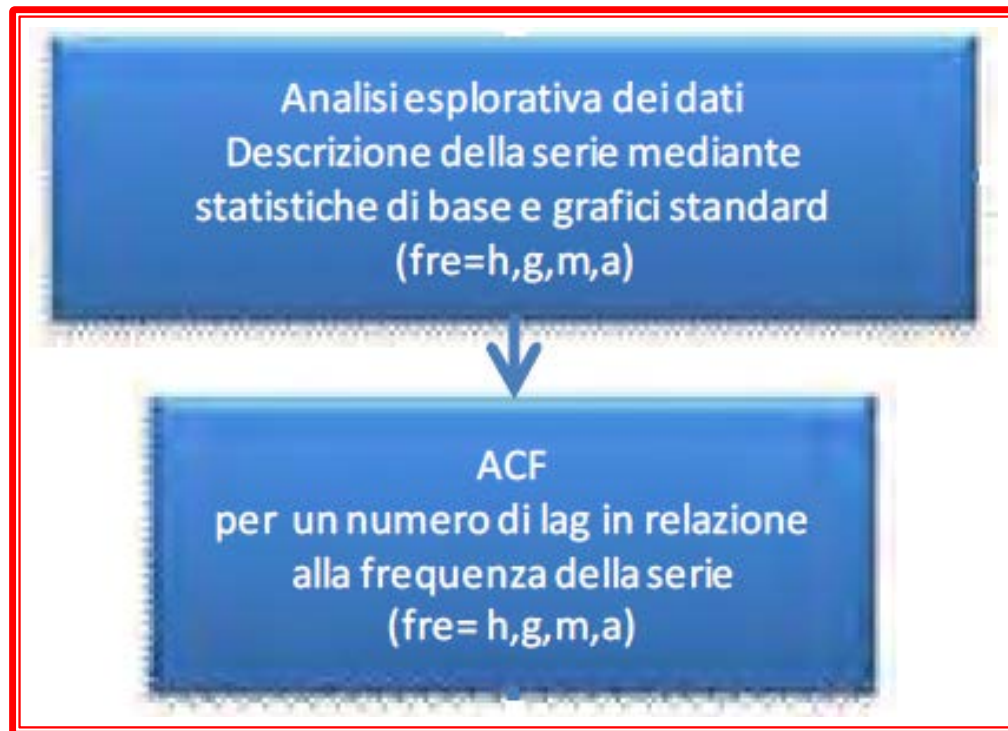 Analisi esplorativa dei dati
Descrizione della serie mediante
statistiche di base e grafici standard
(fre=h,g,m,a)
ACF
per un numero di lag in relazione
alla frequenza della serie
(fre= h,g,m,a)